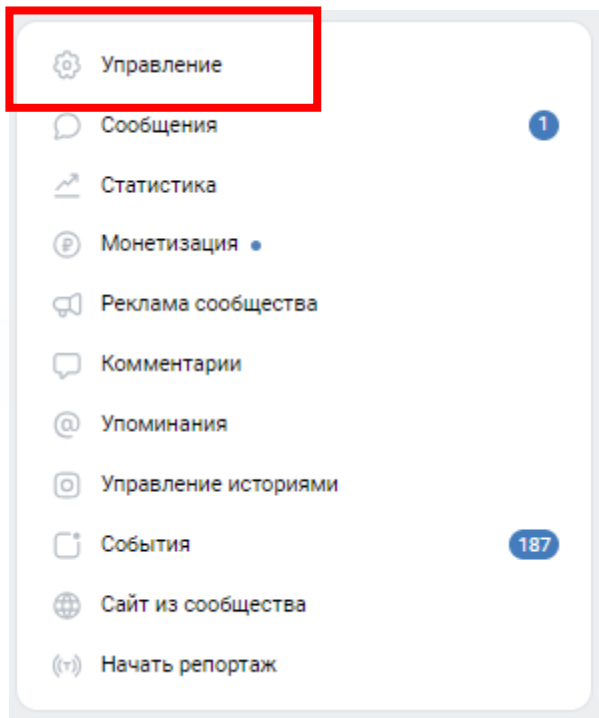 Управление
Сообщения 1
Статистика
Монетизация
Реклама сообщества
Комментарии
Упоминания
Управление историями
События 187
Сайт из сообщества
Начать репортаж